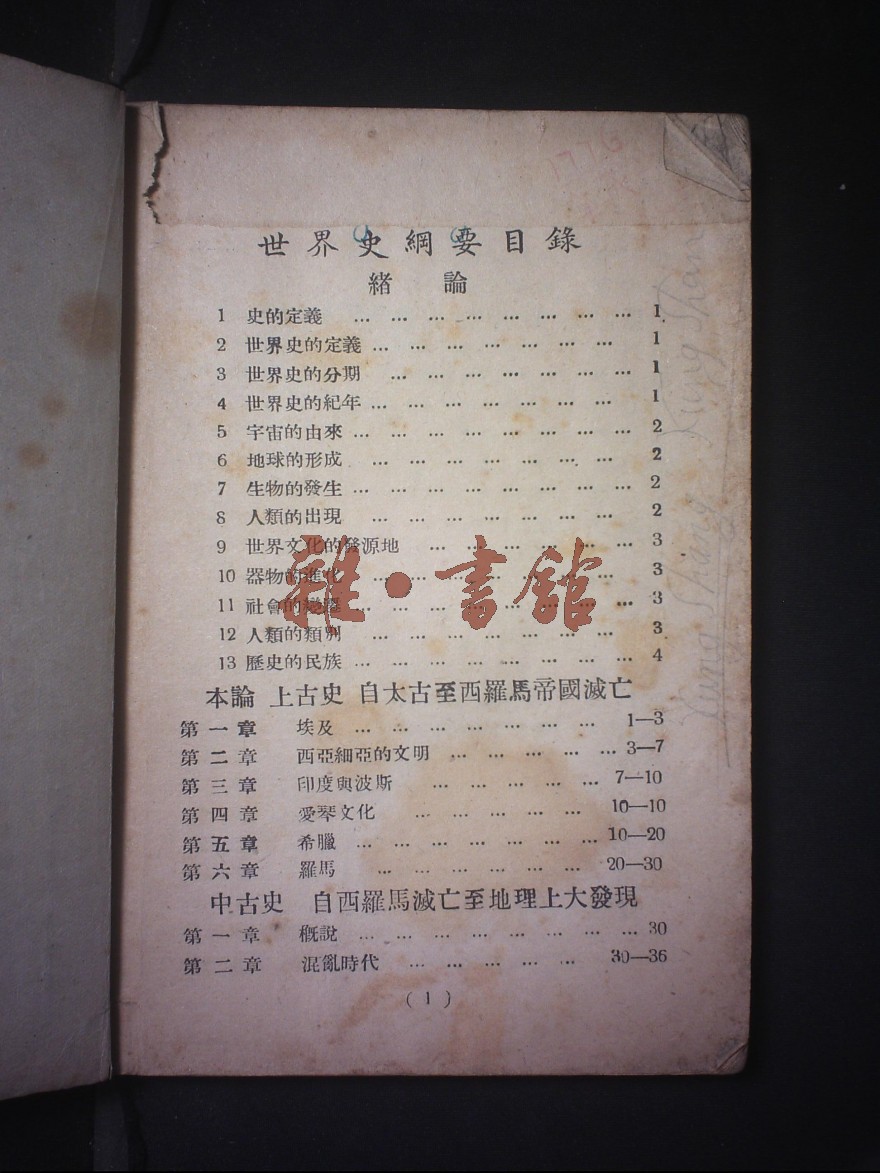 世界史綱要目錄
緒 論
1 史的定義 … … … … … … … … 1
2 世界史的定義 … … … … … … … 1
3 世界史的分期 … … … … … … … 1
4 世界史的紀年 … … … … … … … 1
5 宇宙的由來 … … … … … … … … 2
6 地球的形成 … … … … … … … 2
7 生物的發生 … … … … … … … … 2
8 人類的出現 … … … … … … … 2
9 世界文化的發源地 … … … … … … 3
10 器物的進化 … … … … … … … 3
11 社會的變遷 … … … … … … … … 3
12 人類的類別 … … … … … … … 3
13 歷史的民族 … … … … … … … … 4
雜·書館
本論 上古史 自太古至西羅馬帝國滅亡
第一章 埃及 … … … … … … … 1—3
第二章 西亞細亞的文明 … … … … … 3—7
第三章 印度與波斯 … … … … … 7—10
第四章 愛琴文化 … … … … … 10—10
第五章 希臘 … … … … … … … 10—20
第六章 羅馬 … … … … … … 20—30
中古史 自西羅馬滅亡至地理上大發現
第一章 概說 … … … … … … … … 30
第二章 混亂時代 … … … … … 30—36
( 1 )